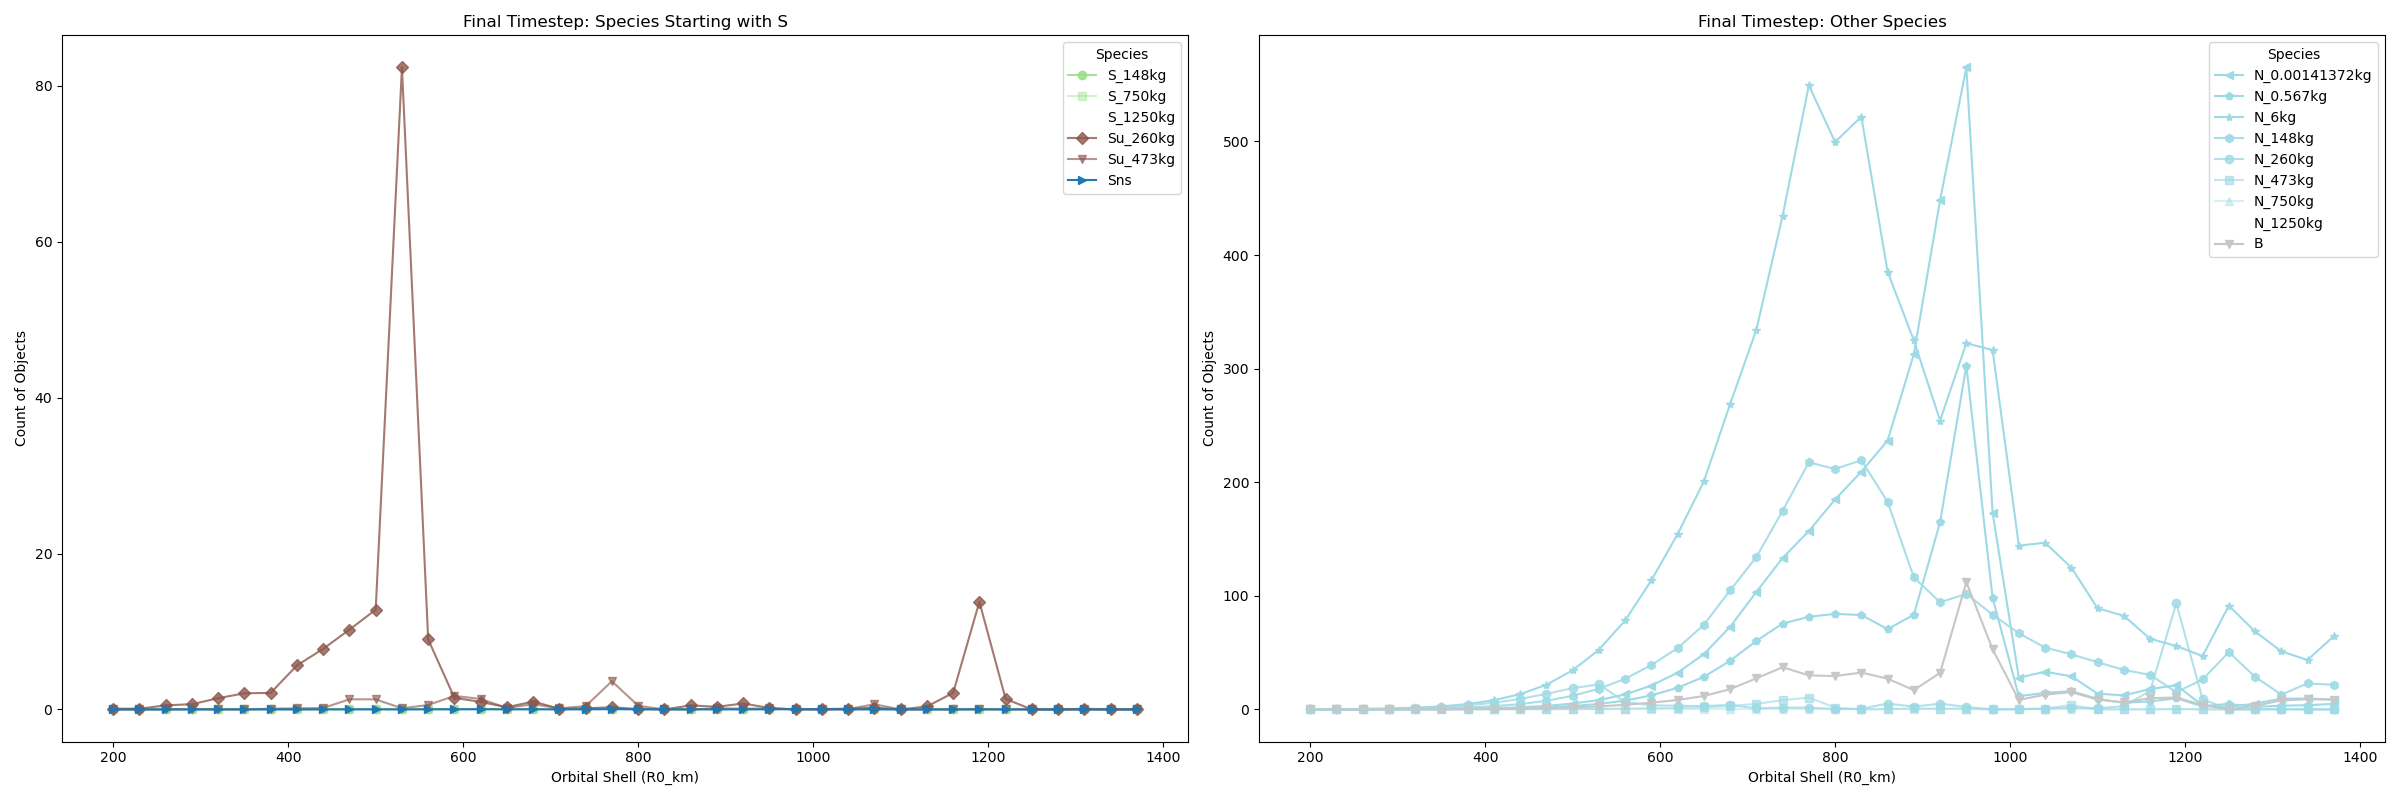 Final Timestep: Species Starting with S
Count of Objects
80
60
40
20
0
200 400 600 800 1000 1200 1400
Orbital Shell (R0_km)
Species
S_148kg
S_750kg
S_1250kg
Su_260kg
Su_473kg
Sns
Final Timestep: Other Species
Count of Objects
500
400
300
200
100
0
200 400 600 800 1000 1200 1400
Orbital Shell (R0_km)
Species
N_0.00141372kg
N_0.567kg
N_6kg
N_148kg
N_260kg
N_473kg
N_750kg
N_1250kg
B